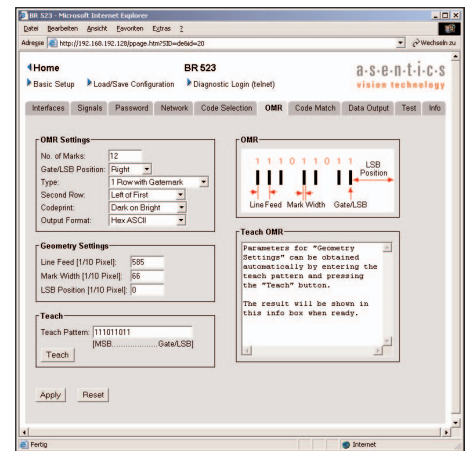 BR 523 - Microsoft Internet Explorer
Datei Bearbeiten Ansicht Favoriten Extras ?
Adresse http://192.168.192.128/ppage.htm?SID=de&id=20 Wechseln zu
Home BR 523 a-s-e-n-t-i-c-s
Basic Setup Load/Save Configuration Diagnostic Login (telnet) vision technology
Interfaces Signals Password Network Code Selection OMR Code Match Data Output Test Info
OMR Settings
No. of Marks: 12
Gate/LSB Position: Right
Type: 1 Row with Gatemark
Second Row: Left of First
Codeprint: Dark on Bright
Output Format: Hex ASCII
OMR
1 1 1 0 1 1 0 1 1 LSB
Position
Line Feed Mark Width Gate/LSB
Geometry Settings
Line Feed [1/10 Pixel]: 585
Mark Width [1/10 Pixel]: 66
LSB Position [1/10 Pixel]: 0
Teach
Teach Pattern: 111011011
[MSB..............Gate/LSB]
Teach
Teach OMR
Parameters for "Geometry
Settings" can be obtained
automatically by entering the
teach pattern and pressing
the "Teach" button.
The result will be shown in
this info box when ready.
Apply Reset
Fertig Internet